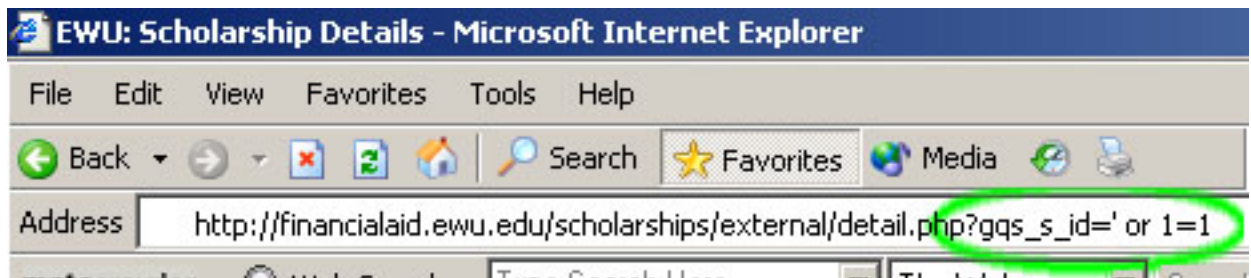 EWU: Scholarship Details - Microsoft Internet Explorer
File Edit View Favorites Tools Help
Back Search Favorites Media
Address http://financialaid.ewu.edu/scholarships/external/detail.php?gqs_s_id=' or 1=1